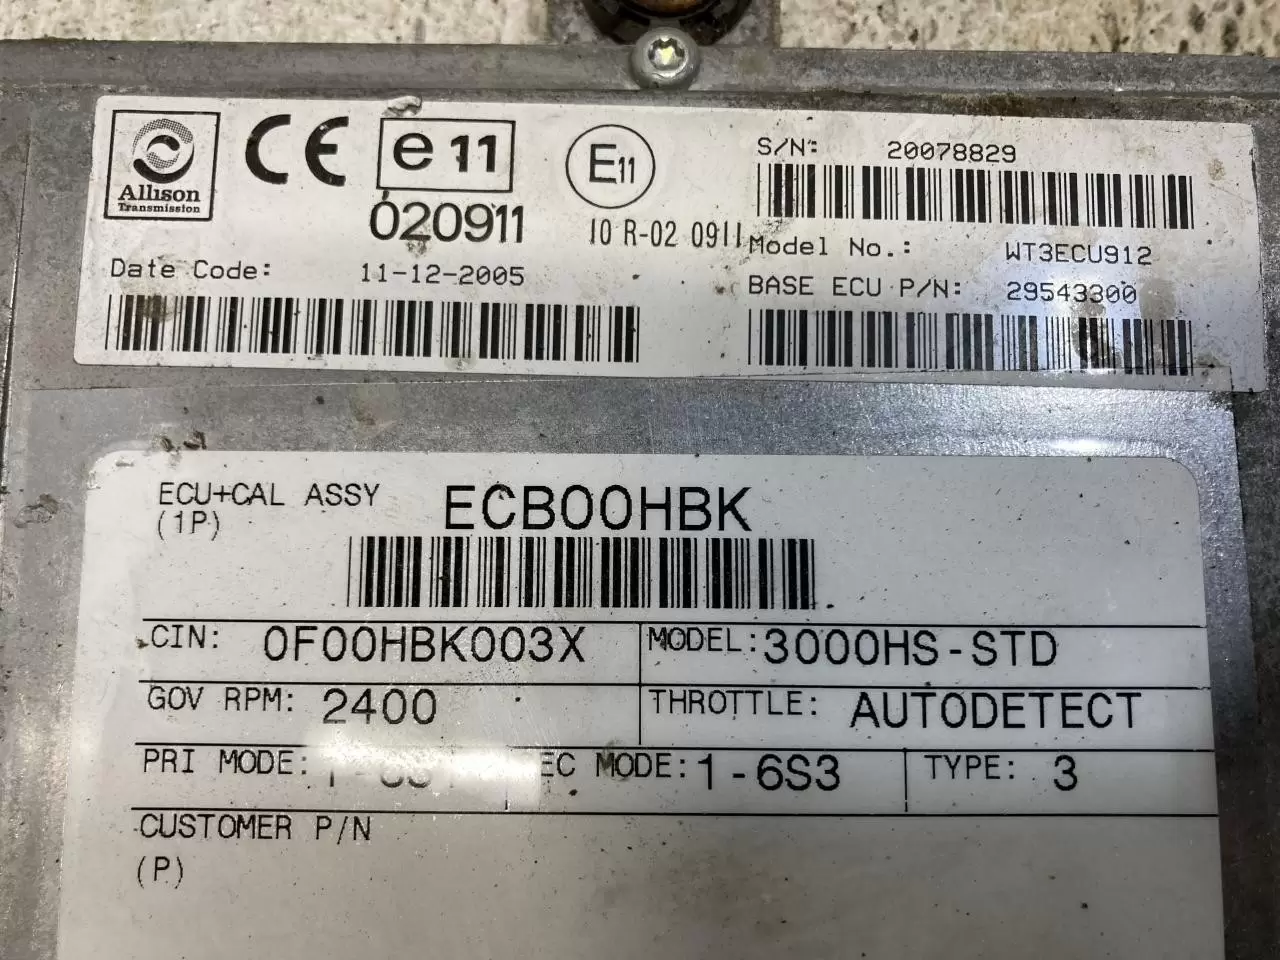 Allison
Transmission
CE
e 11
020911
E11
10 R-02 0911
S/N: 20078829
Model No.: WT3ECU912
Date Code: 11-12-2005
BASE ECU P/N: 29543300
ECU+CAL ASSY
(1P)
ECB00HBK
CIN: 0F00HBK003X
MODEL: 3000HS-STD
GOV RPM: 2400
THROTTLE: AUTODETECT
PRI MODE:
MODE: 1-6S3
TYPE: 3
CUSTOMER P/N
(P)